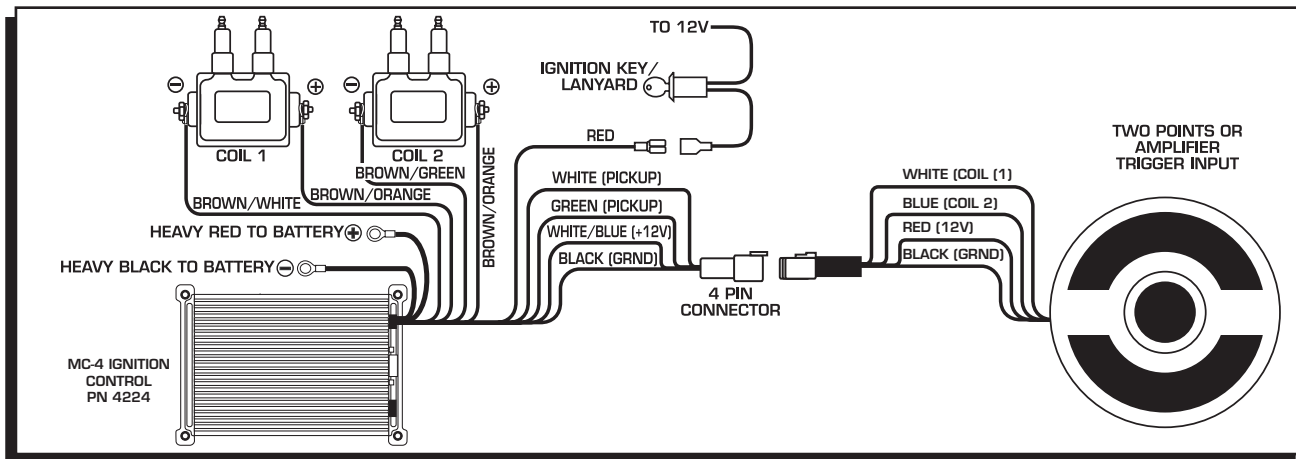 TO 12V
IGNITION KEY/
LANYARD
RED
COIL 1
COIL 2
BROWN/GREEN
BROWN/ORANGE
BROWN/WHITE
BROWN/ORANGE
HEAVY RED TO BATTERY +
HEAVY BLACK TO BATTERY -
MC-4 IGNITION
CONTROL
PN 4224
WHITE (PICKUP)
GREEN (PICKUP)
WHITE/BLUE (+12V)
BLACK (GRND)
4 PIN
CONNECTOR
WHITE (COIL (1)
BLUE (COIL 2)
RED (12V)
BLACK (GRND)
TWO POINTS OR
AMPLIFIER
TRIGGER INPUT